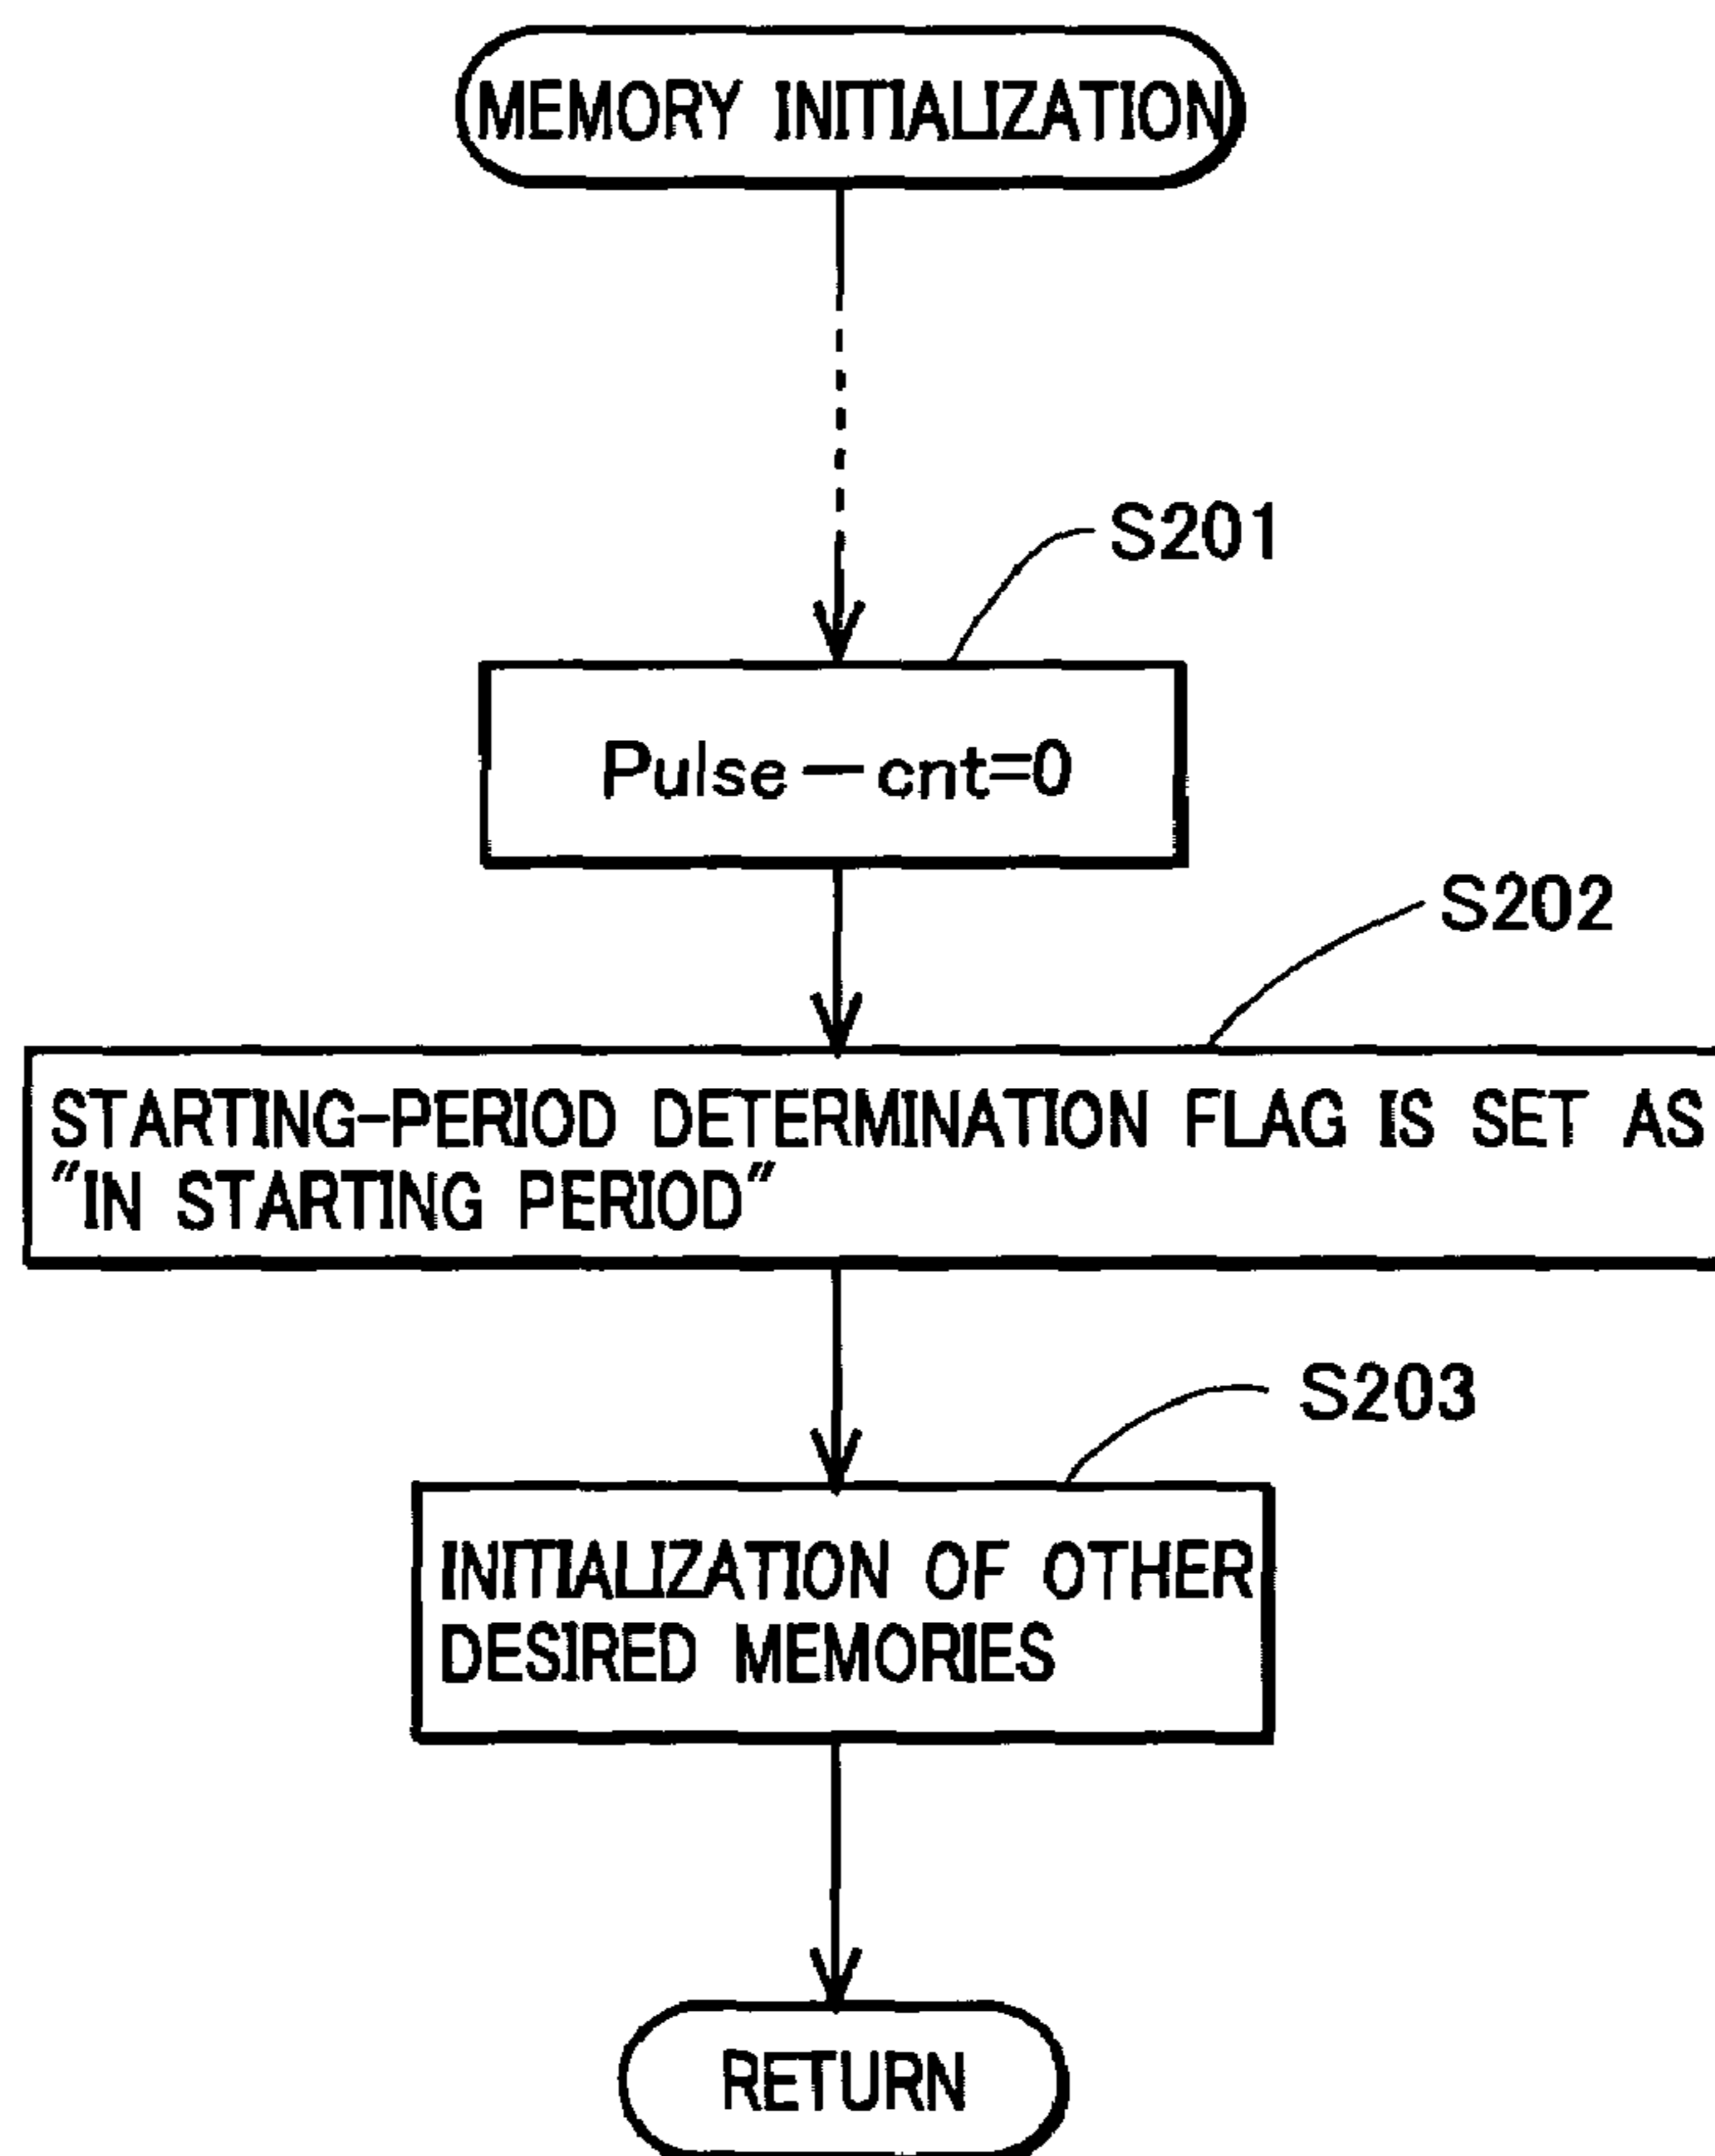 MEMORY INITIALIZATION
S201
Pulse-cnt=0
S202
STARTING-PERIOD DETERMINATION FLAG IS SET AS
"IN STARTING PERIOD"
S203
INITIALIZATION OF OTHER
DESIRED MEMORIES
RETURN